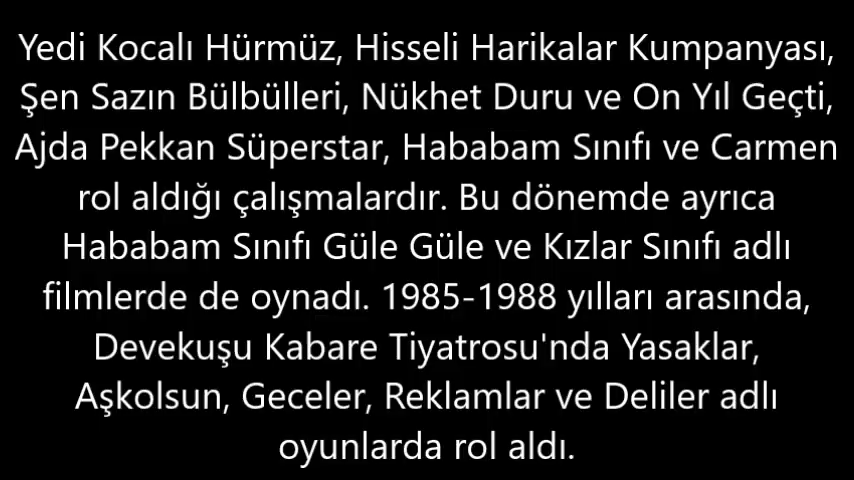 Yedi Kocalı Hürmüz, Hisseli Harikalar Kumpanyası,
Şen Sazın Bülbülleri, Nükhet Duru ve On Yıl Geçti,
Ajda Pekkan Süperstar, Hababam Sınıfı ve Carmen
rol aldığı çalışmalardır. Bu dönemde ayrıca
Hababam Sınıfı Güle Güle ve Kızlar Sınıfı adlı
filmlerde de oynadı. 1985-1988 yılları arasında,
Devekuşu Kabare Tiyatrosu'nda Yasaklar,
Aşkolsun, Geceler, Reklamlar ve Deliler adlı
oyunlarda rol aldı.